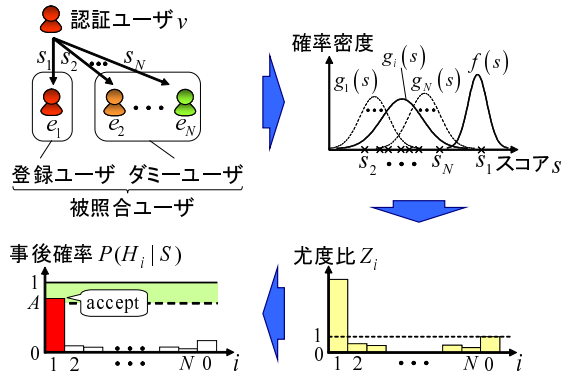 認証ユーザ v
s1 s2 ••• sN
e1 e2 ••• eN
登録ユーザ ダミーユーザ
被照合ユーザ
確率密度
g1(s) gi(s) gN(s) f(s)
s2 ••• sN s1 スコア s
事後確率 P(Hi | S)
1
A
accept
0
1 2 ••• N 0 i
尤度比 Zi
1
0
1 2 ••• N 0 i